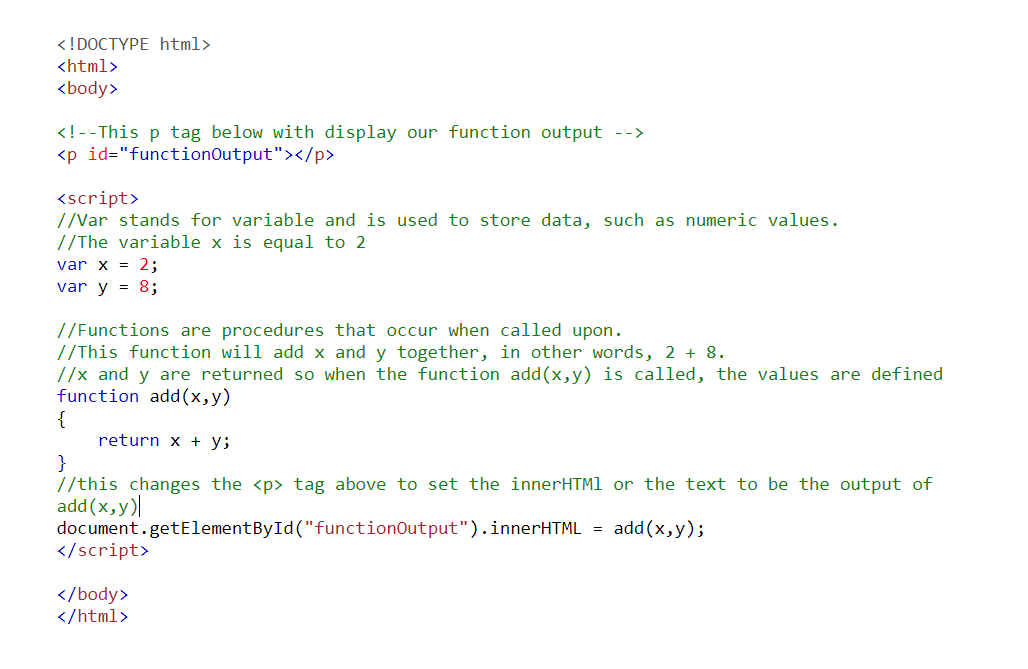 <!DOCTYPE html>
<html>
<body>
<!--This p tag below with display our function output -->
<p id="functionOutput"></p>
<script>
//Var stands for variable and is used to store data, such as numeric values.
//The variable x is equal to 2
var x = 2;
var y = 8;
//Functions are procedures that occur when called upon.
//This function will add x and y together, in other words, 2 + 8.
//x and y are returned so when the function add(x,y) is called, the values are defined
function add(x,y)
{
    return x + y;
}
//this changes the <p> tag above to set the innerHTMl or the text to be the output of
add(x,y)
document.getElementById("functionOutput").innerHTML = add(x,y);
</script>
</body>
</html>